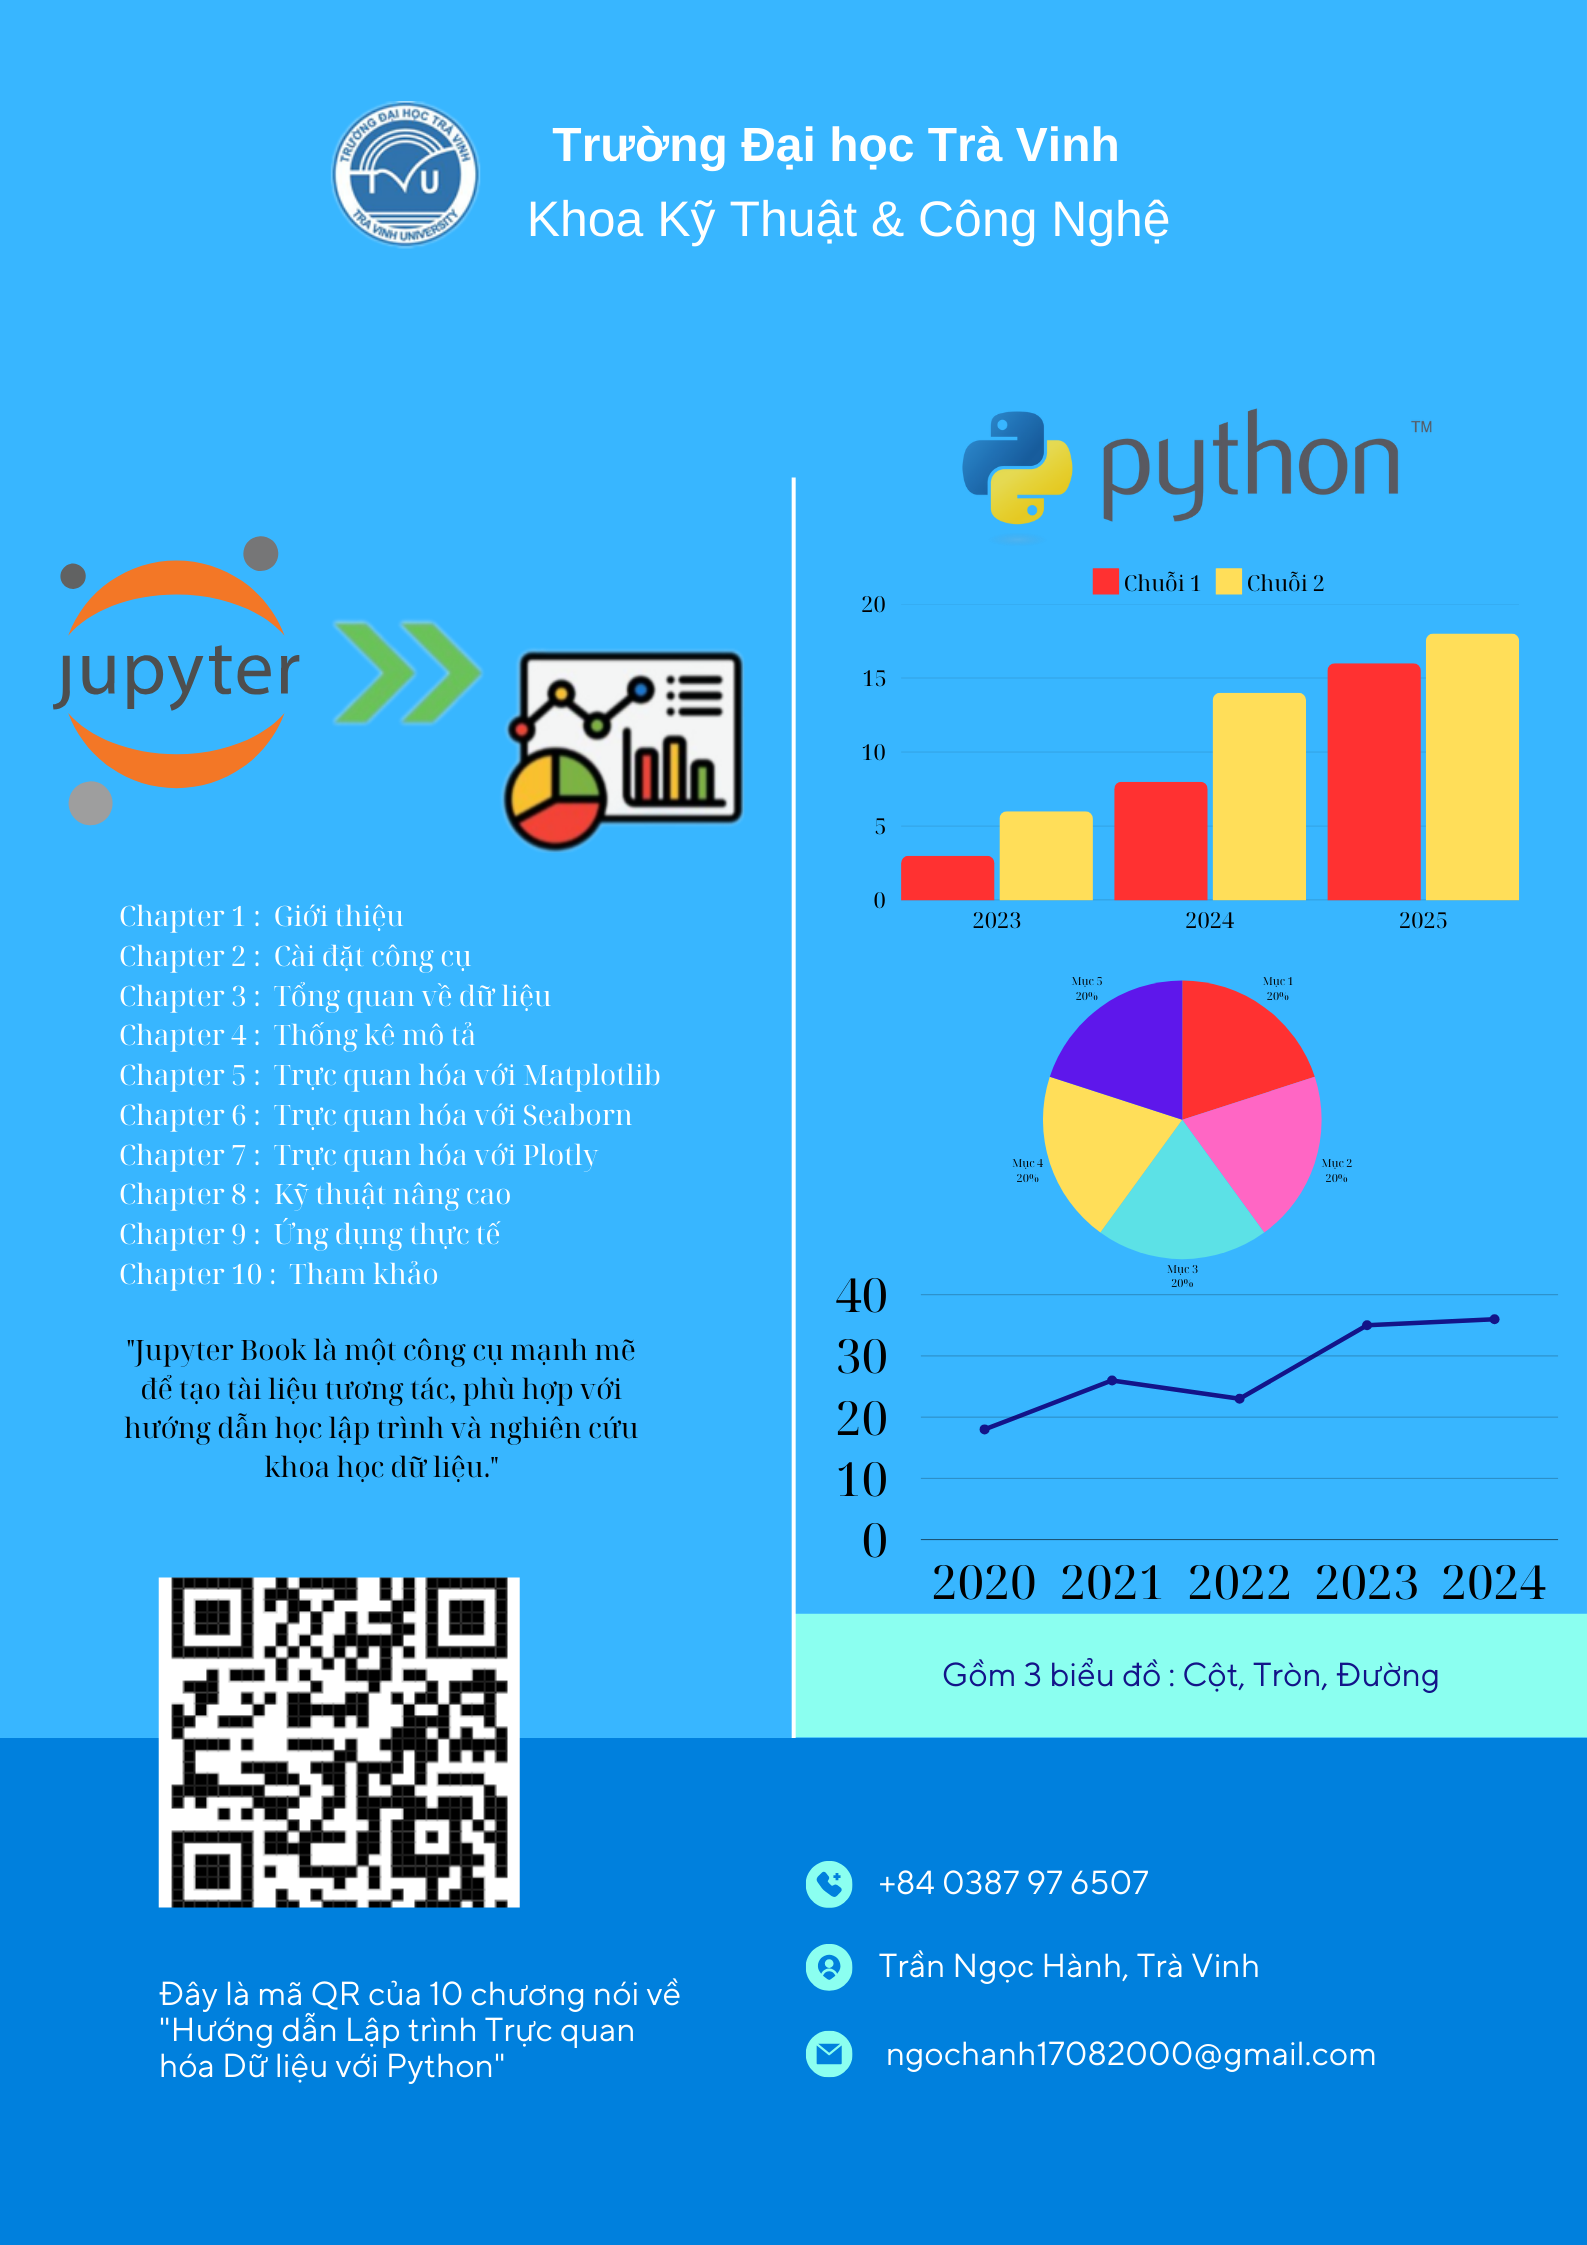 TRƯỜNG ĐẠI HỌC TRÀ VINH
TVU
TRA VINH UNIVERSITY
Trường Đại học Trà Vinh
Khoa Kỹ Thuật & Công Nghệ
jupyter
Chapter 1 : Giới thiệu
Chapter 2 : Cài đặt công cụ
Chapter 3 : Tổng quan về dữ liệu
Chapter 4 : Thống kê mô tả
Chapter 5 : Trực quan hóa với Matplotlib
Chapter 6 : Trực quan hóa với Seaborn
Chapter 7 : Trực quan hóa với Plotly
Chapter 8 : Kỹ thuật nâng cao
Chapter 9 : Ứng dụng thực tế
Chapter 10 : Tham khảo
"Jupyter Book là một công cụ mạnh mẽ
để tạo tài liệu tương tác, phù hợp với
hướng dẫn học lập trình và nghiên cứu
khoa học dữ liệu."
Đây là mã QR của 10 chương nói về
"Hướng dẫn Lập trình Trực quan
hóa Dữ liệu với Python"
python TM
Chuỗi 1 Chuỗi 2
20
15
10
5
0
2023 2024 2025
Mục 5
20%
Mục 1
20%
Mục 4
20%
Mục 2
20%
Mục 3
20%
40
30
20
10
0
2020 2021 2022 2023 2024
Gồm 3 biểu đồ : Cột, Tròn, Đường
+84 0387 97 6507
Trần Ngọc Hành, Trà Vinh
ngochanh17082000@gmail.com